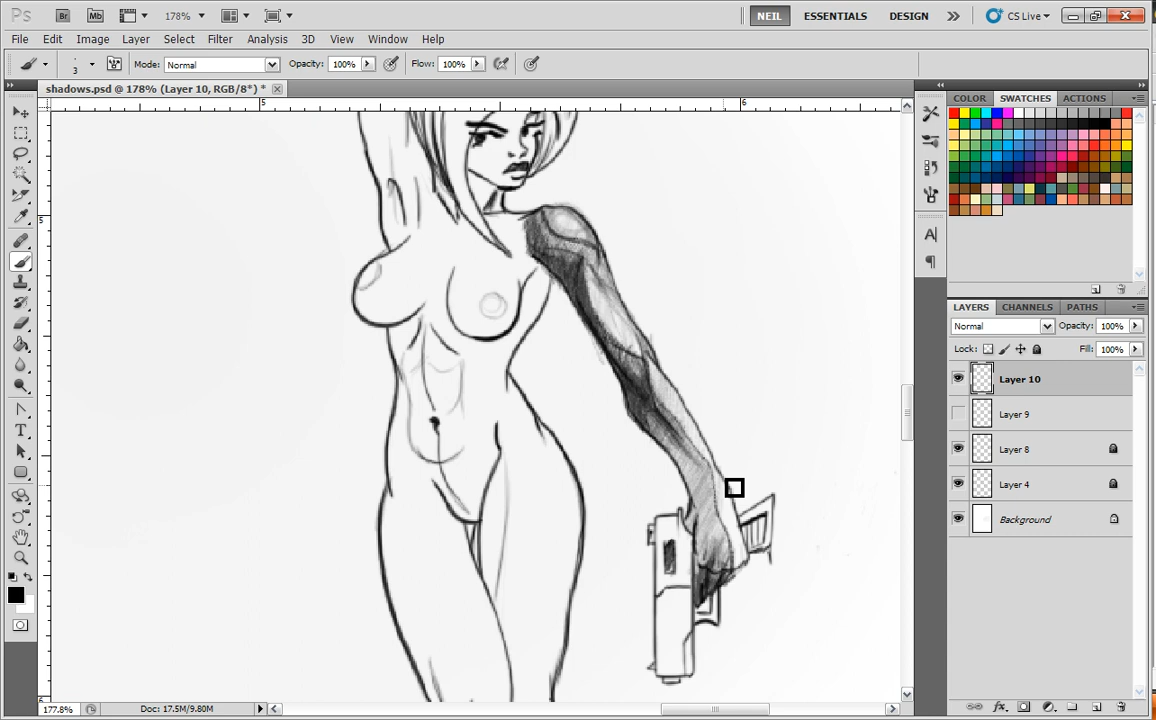 Ps Br Mb 178% NEIL ESSENTIALS DESIGN CS Live
File Edit Image Layer Select Filter Analysis 3D View Window Help
3 Mode: Normal Opacity: 100% Flow: 100%
shadows.psd @ 178% (Layer 10, RGB/8*) *
5 6
5
COLOR SWATCHES ACTIONS
LAYERS CHANNELS PATHS
Normal Opacity: 100%
Lock: Fill: 100%
Layer 10
Layer 9
Layer 8
Layer 4
Background
177.8% Doc: 17.5M/9.80M